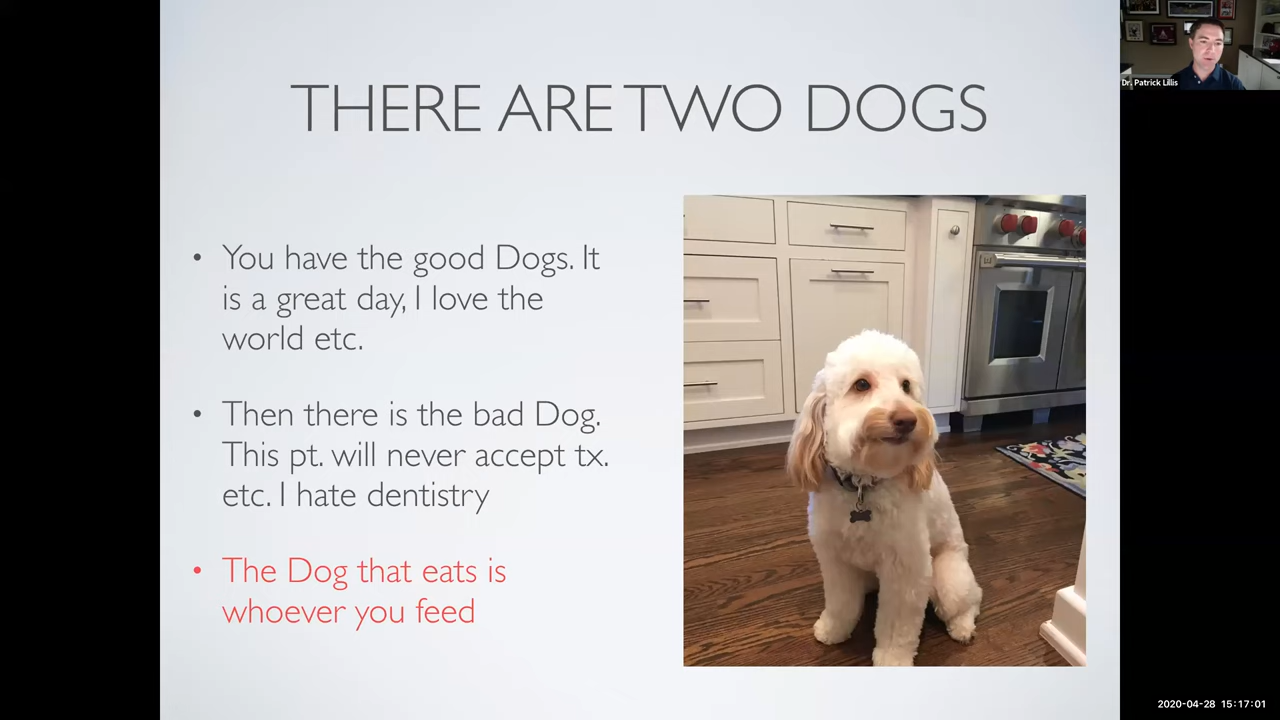 THERE ARE TWO DOGS
• You have the good Dogs. It
is a great day, I love the
world etc.
• Then there is the bad Dog.
This pt. will never accept tx.
etc. I hate dentistry
• The Dog that eats is
whoever you feed
Dr. Patrick Lillis
2020-04-28 15:17:01